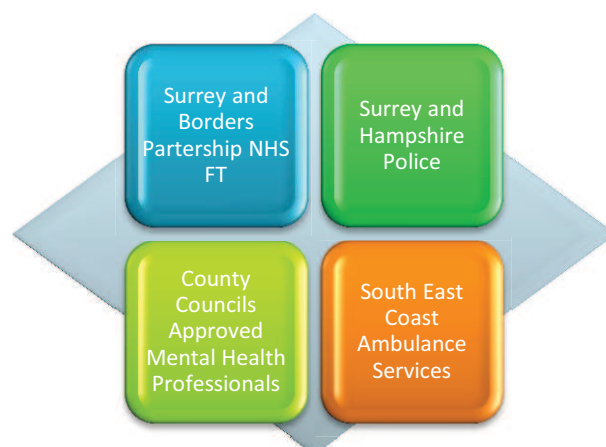 Surrey and
Borders
Partership NHS
FT
Surrey and
Hampshire
Police
County
Councils
Approved
Mental Health
Professionals
South East
Coast
Ambulance
Services